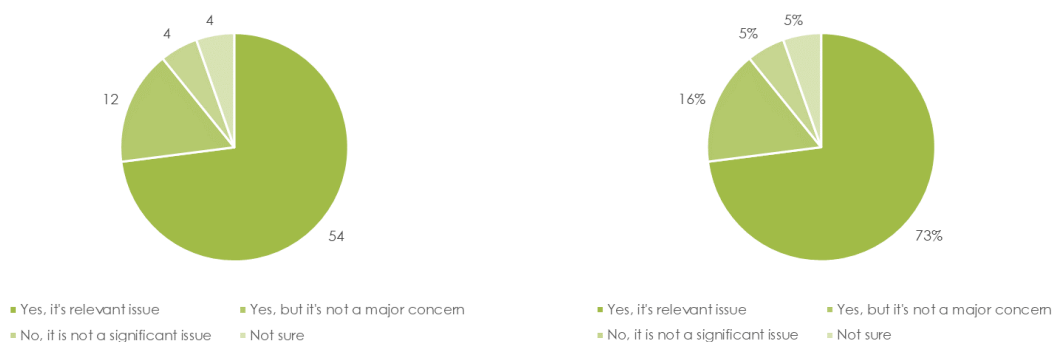 4
4
12
54
Yes, it's relevant issue
Yes, but it's not a major concern
No, it is not a significant issue
Not sure
5%
5%
16%
73%
Yes, it's relevant issue
Yes, but it's not a major concern
No, it is not a significant issue
Not sure